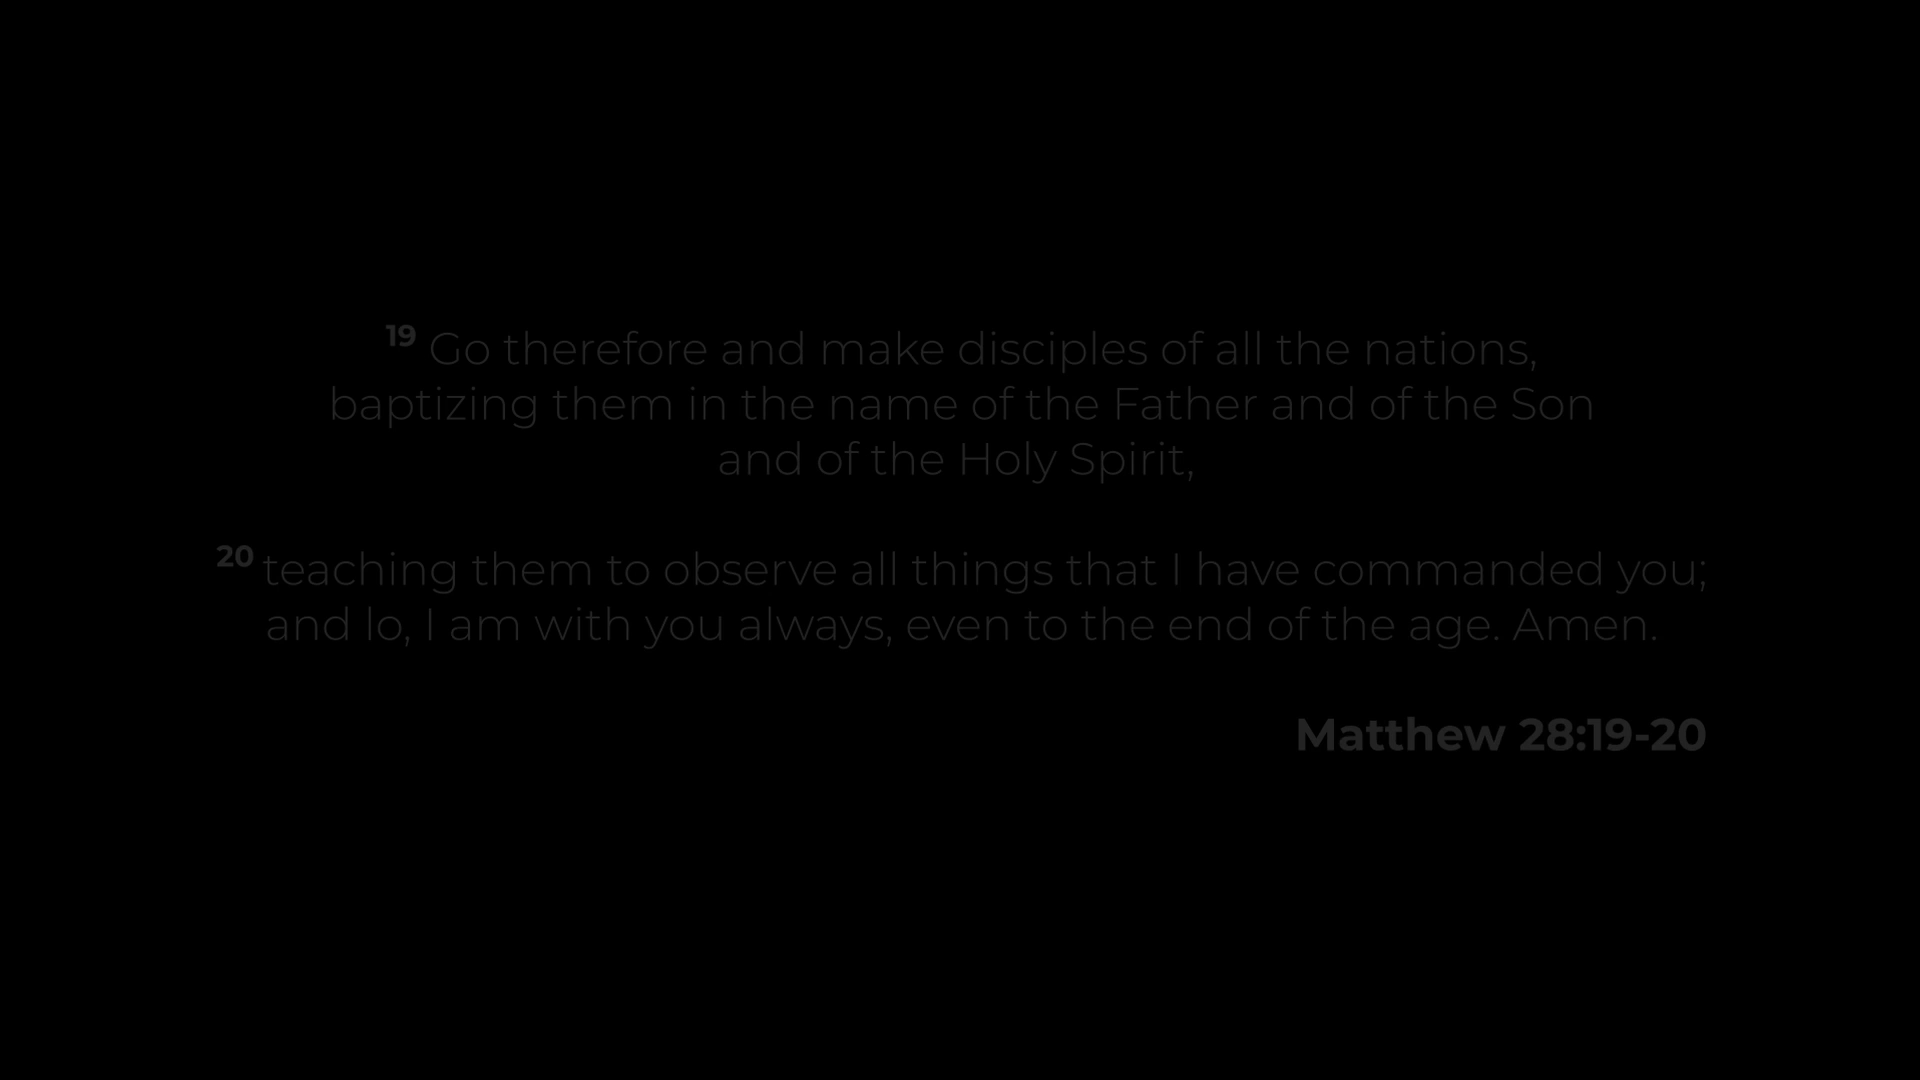 19 Go therefore and make disciples of all the nations,
baptizing them in the name of the Father and of the Son
and of the Holy Spirit,
20 teaching them to observe all things that I have commanded you;
and lo, I am with you always, even to the end of the age. Amen.
Matthew 28:19-20